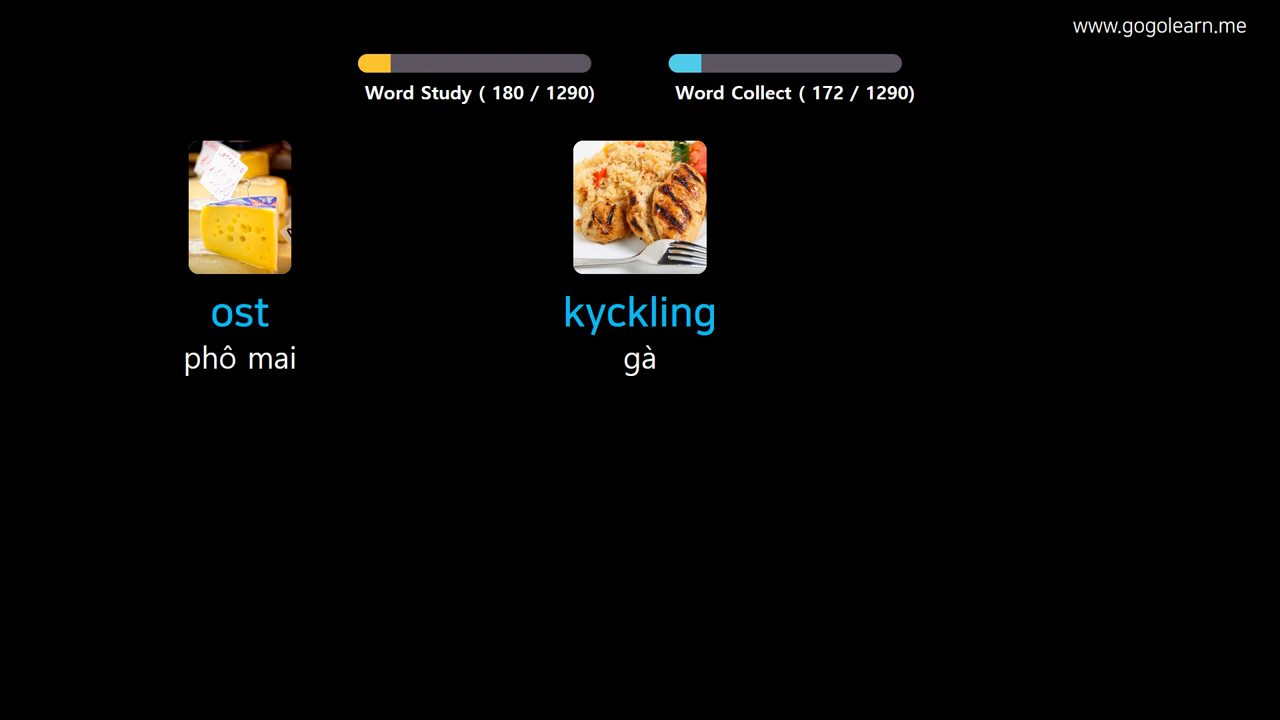 www.gogolearn.me
Word Study ( 180 / 1290)
Word Collect ( 172 / 1290)
ost
phô mai
kyckling
gà